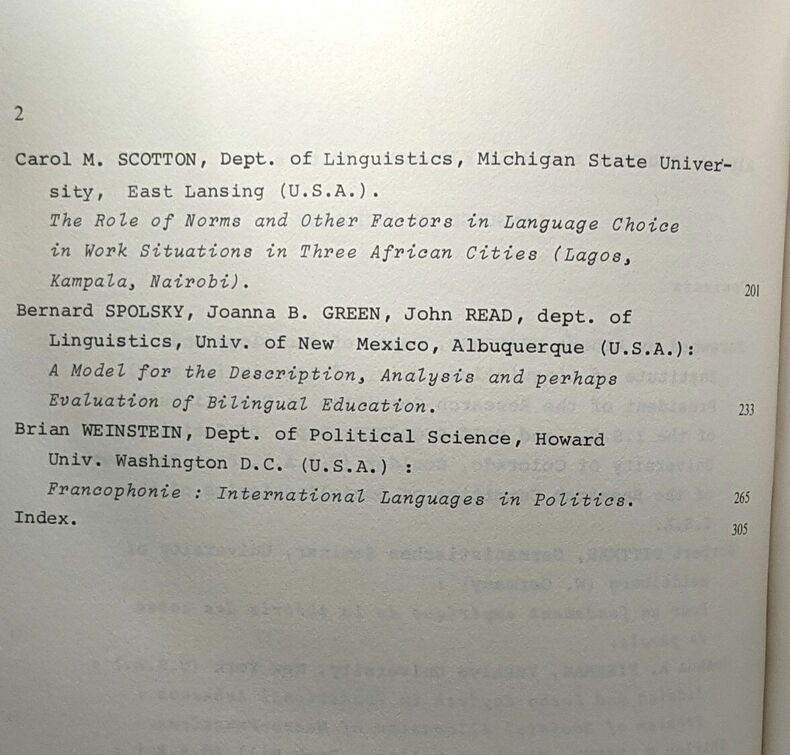 2
Carol M. SCOTTON, Dept. of Linguistics, Michigan State Univer-
sity, East Lansing (U.S.A.).
The Role of Norms and Other Factors in Language Choice
in Work Situations in Three African Cities (Lagos,
Kampala, Nairobi). 201
Bernard SPOLSKY, Joanna B. GREEN, John READ, dept. of
Linguistics, Univ. of New Mexico, Albuquerque (U.S.A.):
A Model for the Description, Analysis and perhaps
Evaluation of Bilingual Education. 233
Brian WEINSTEIN, Dept. of Political Science, Howard
Univ. Washington D.C. (U.S.A.) :
Francophonie : International Languages in Politics. 265
Index. 305